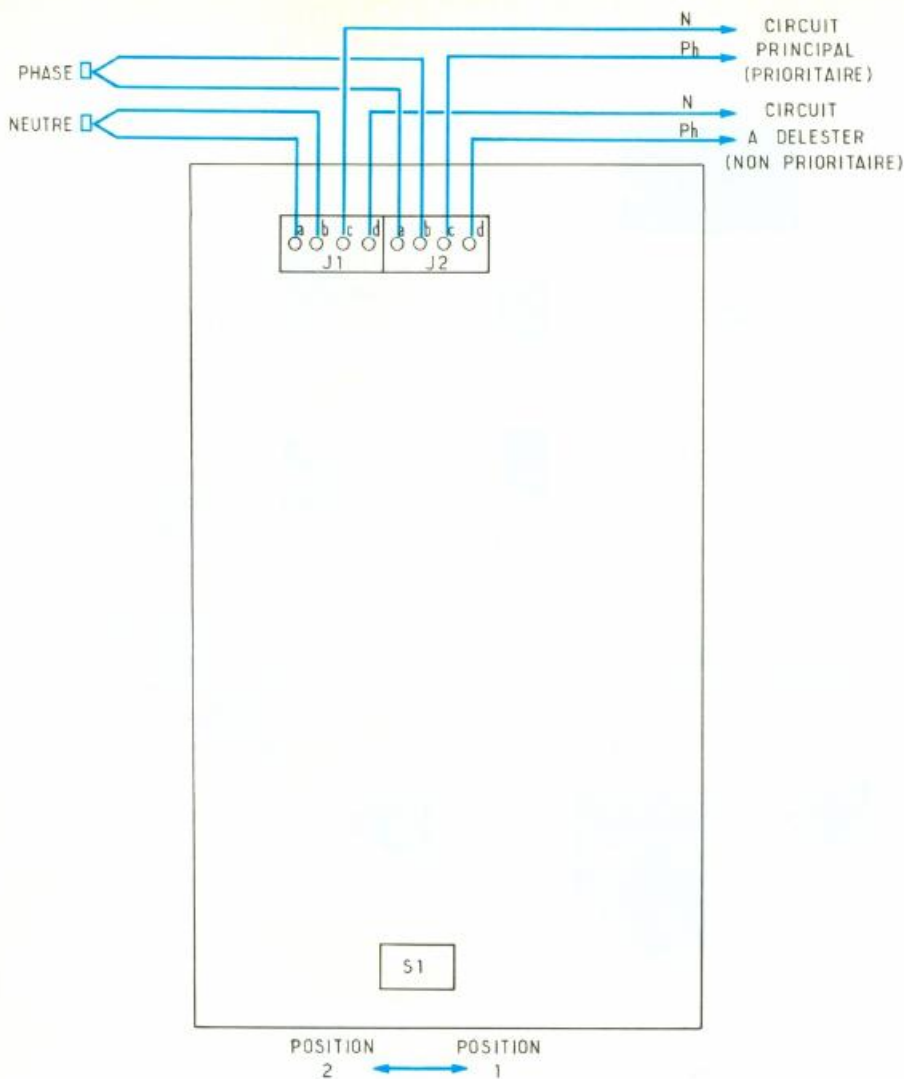 N CIRCUIT
Ph PRINCIPAL
(PRIORITAIRE)
PHASE
NEUTRE
N CIRCUIT
Ph A DELESTER
(NON PRIORITAIRE)
a b c d a b c d
J1 J2
S1
POSITION POSITION
2 1